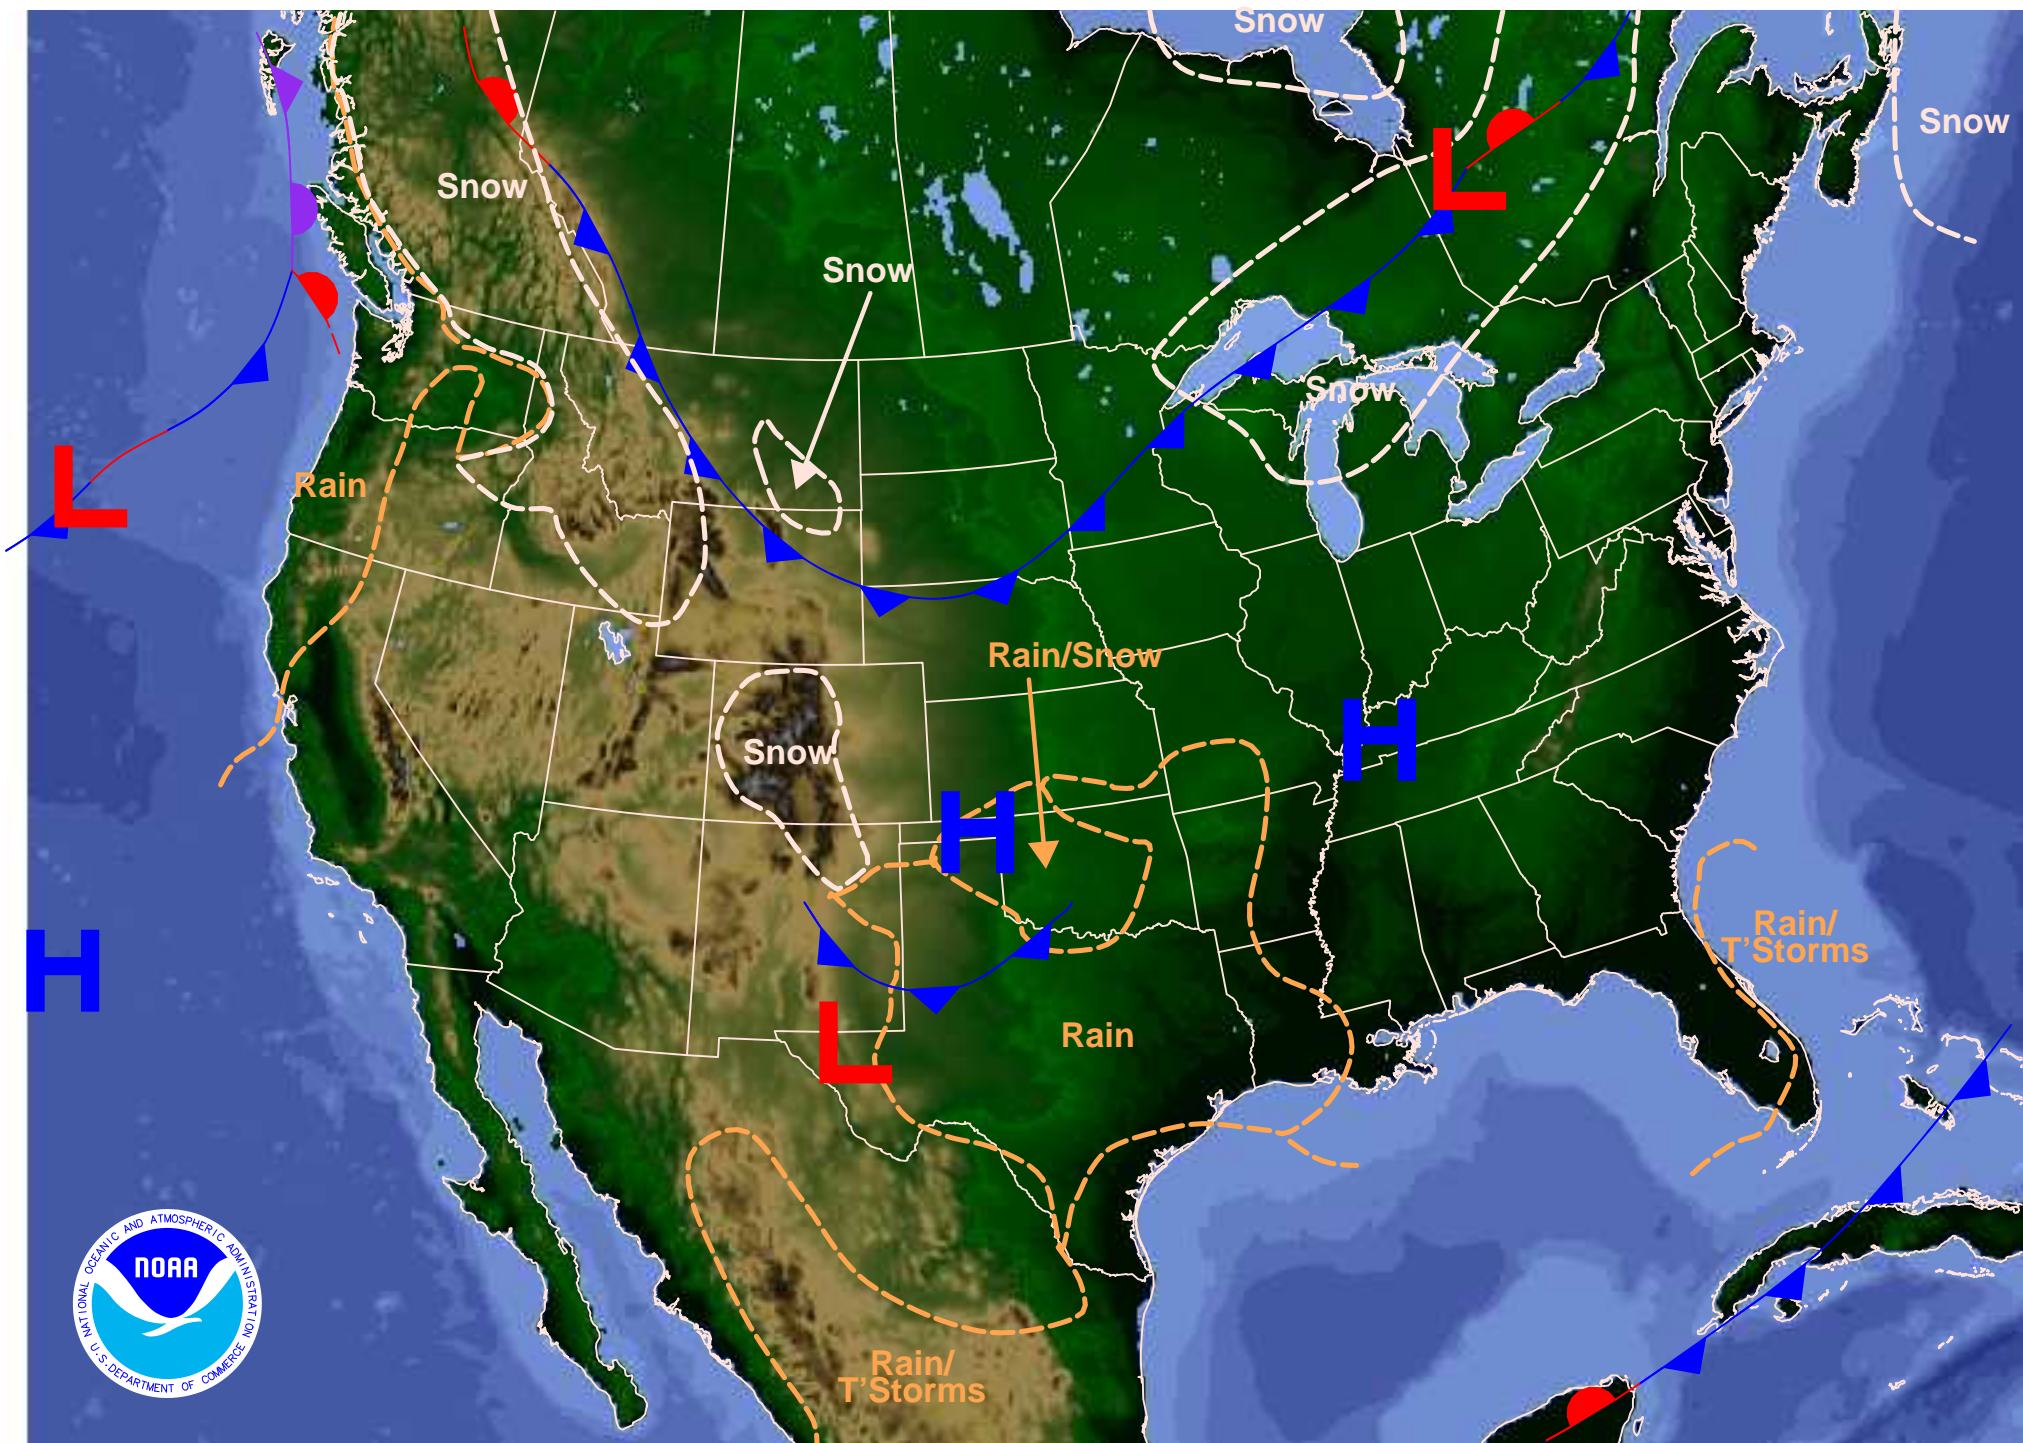 Snow
Snow
Snow
Snow
Snow
L
Rain
L
Rain/Snow
H
Snow
H
Rain/
T'Storms
H
Rain
L
Rain/
T'Storms
NATIONAL OCEANIC AND ATMOSPHERIC ADMINISTRATION
NOAA
U.S. DEPARTMENT OF COMMERCE